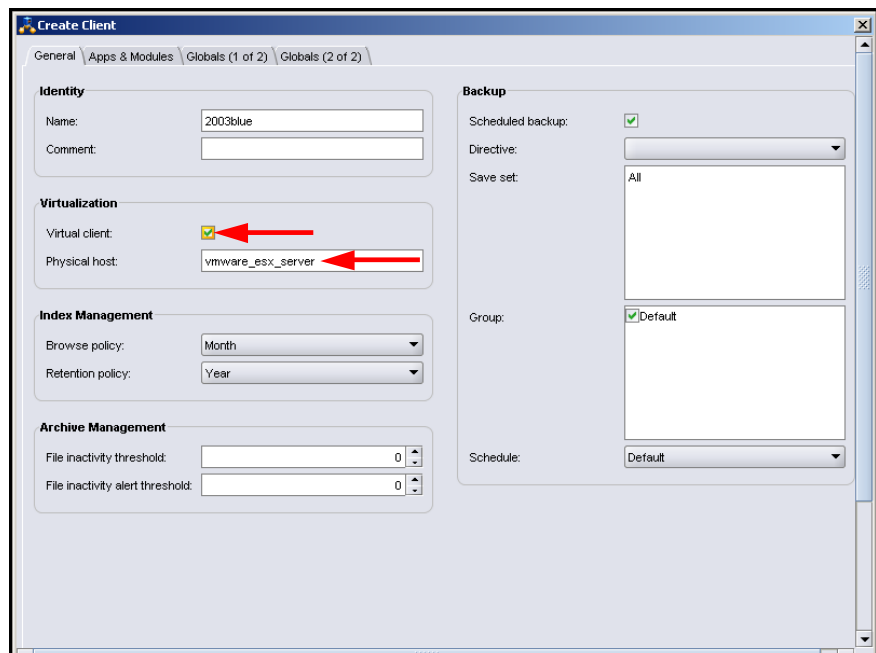 Create Client
General
Apps & Modules
Globals (1 of 2)
Globals (2 of 2)
Identity
Name:
2003blue
Comment:
Virtualization
Virtual client:
Physical host:
vmware_esx_server
Index Management
Browse policy:
Month
Retention policy:
Year
Archive Management
File inactivity threshold:
0
File inactivity alert threshold:
0
Backup
Scheduled backup:
Directive:
Save set:
All
Group:
Default
Schedule:
Default